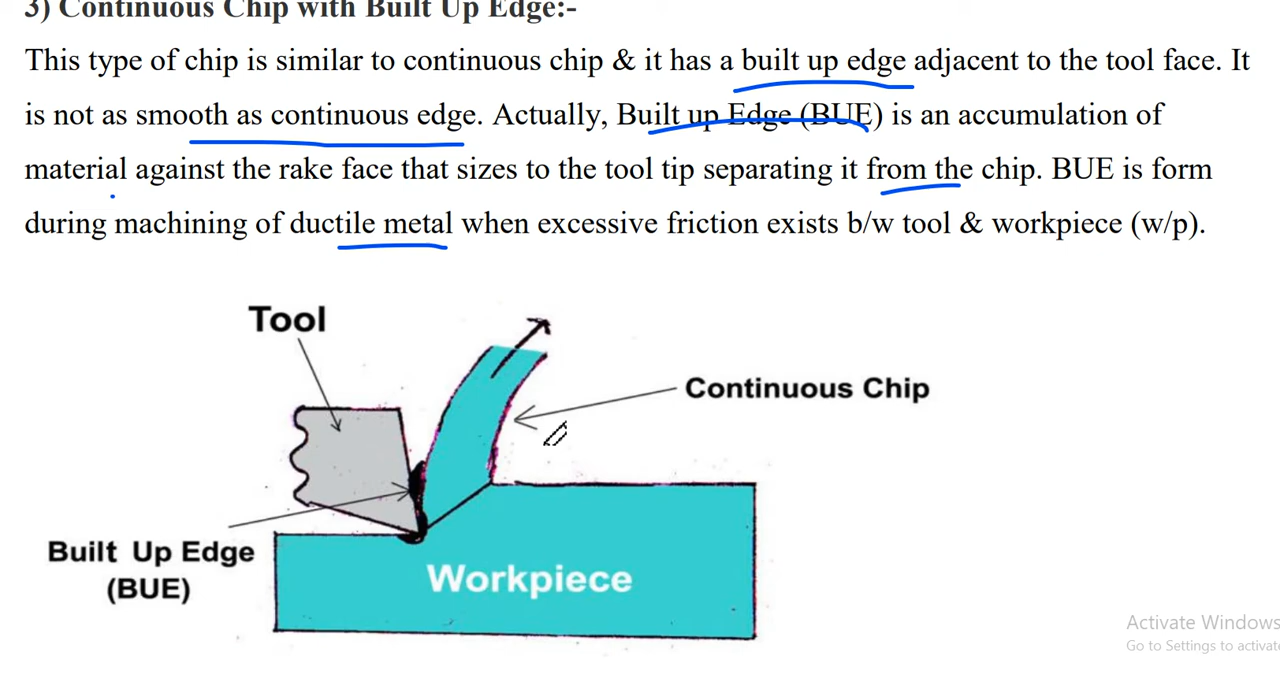 3) Continuous Chip with Built Up Edge:-
This type of chip is similar to continuous chip & it has a built up edge adjacent to the tool face. It
is not as smooth as continuous edge. Actually, Built up Edge (BUE) is an accumulation of
material against the rake face that sizes to the tool tip separating it from the chip. BUE is form
during machining of ductile metal when excessive friction exists b/w tool & workpiece (w/p).
Tool
Continuous Chip
Built Up Edge
(BUE)
Workpiece
Activate Windows
Go to Settings to activate